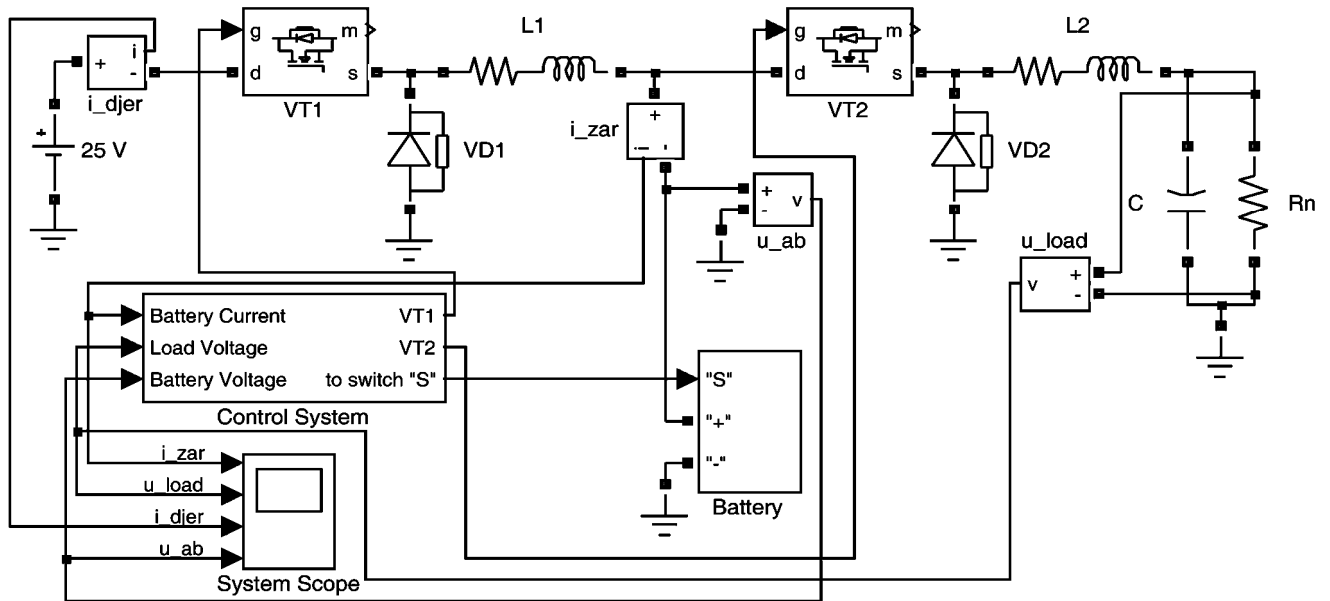 i
+
-
i_djer
+
25 V
g
m
d
s
VT1
L1
VD1
+
i
-
i_zar
g
m
d
s
VT2
L2
VD2
+
-
v
u_ab
C
Rn
u_load
v
+
-
Battery Current
VT1
Load Voltage
VT2
Battery Voltage
to switch "S"
Control System
"S"
"+"
"-"
Battery
i_zar
u_load
i_djer
u_ab
System Scope